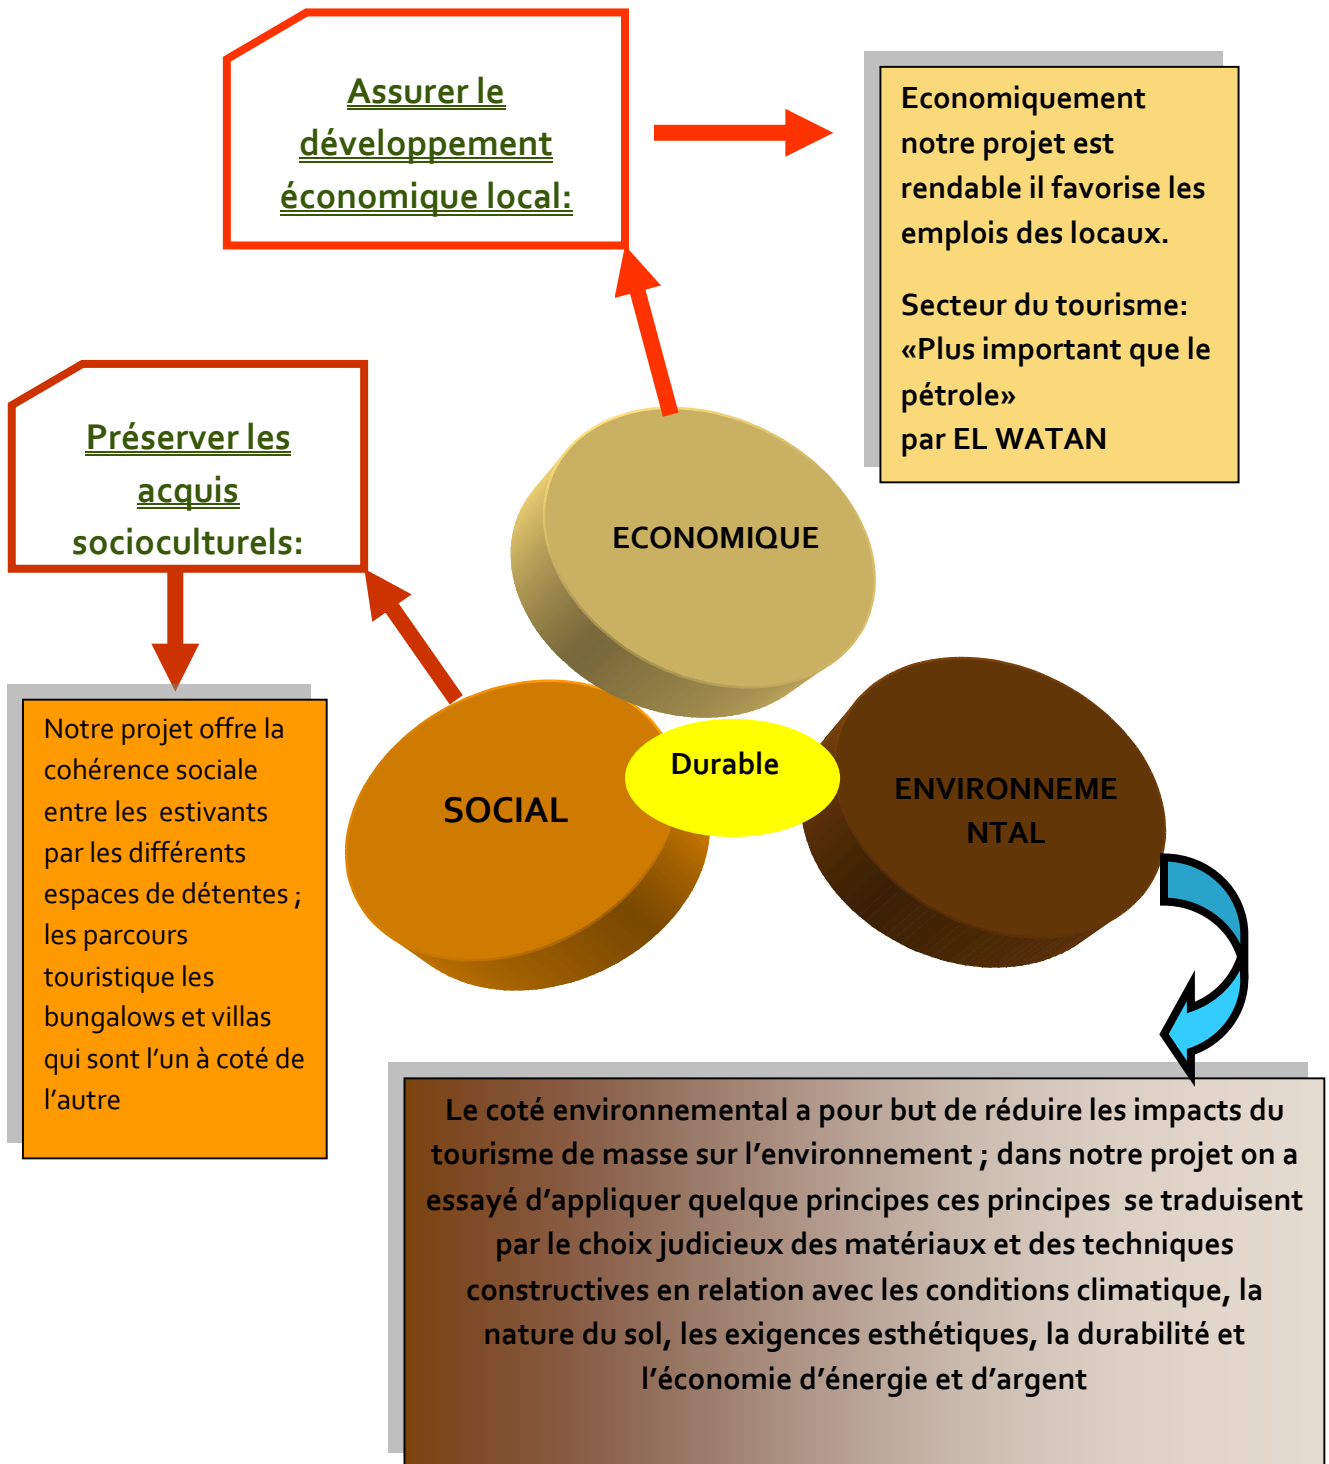 Assurer le
développement
économique local:
Economiquement
notre projet est
rendable il favorise les
emplois des locaux.
Secteur du tourisme:
«Plus important que le
pétrole»
par EL WATAN
Préserver les
acquis
socioculturels:
ECONOMIQUE
Notre projet offre la
cohérence sociale
entre les estivants
par les différents
espaces de détentes ;
les parcours
touristique les
bungalows et villas
qui sont l’un à coté de
l’autre
SOCIAL
Durable
ENVIRONNEME
NTAL
Le coté environnemental a pour but de réduire les impacts du
tourisme de masse sur l’environnement ; dans notre projet on a
essayé d’appliquer quelque principes ces principes se traduisent
par le choix judicieux des matériaux et des techniques
constructives en relation avec les conditions climatique, la
nature du sol, les exigences esthétiques, la durabilité et
l’économie d’énergie et d’argent